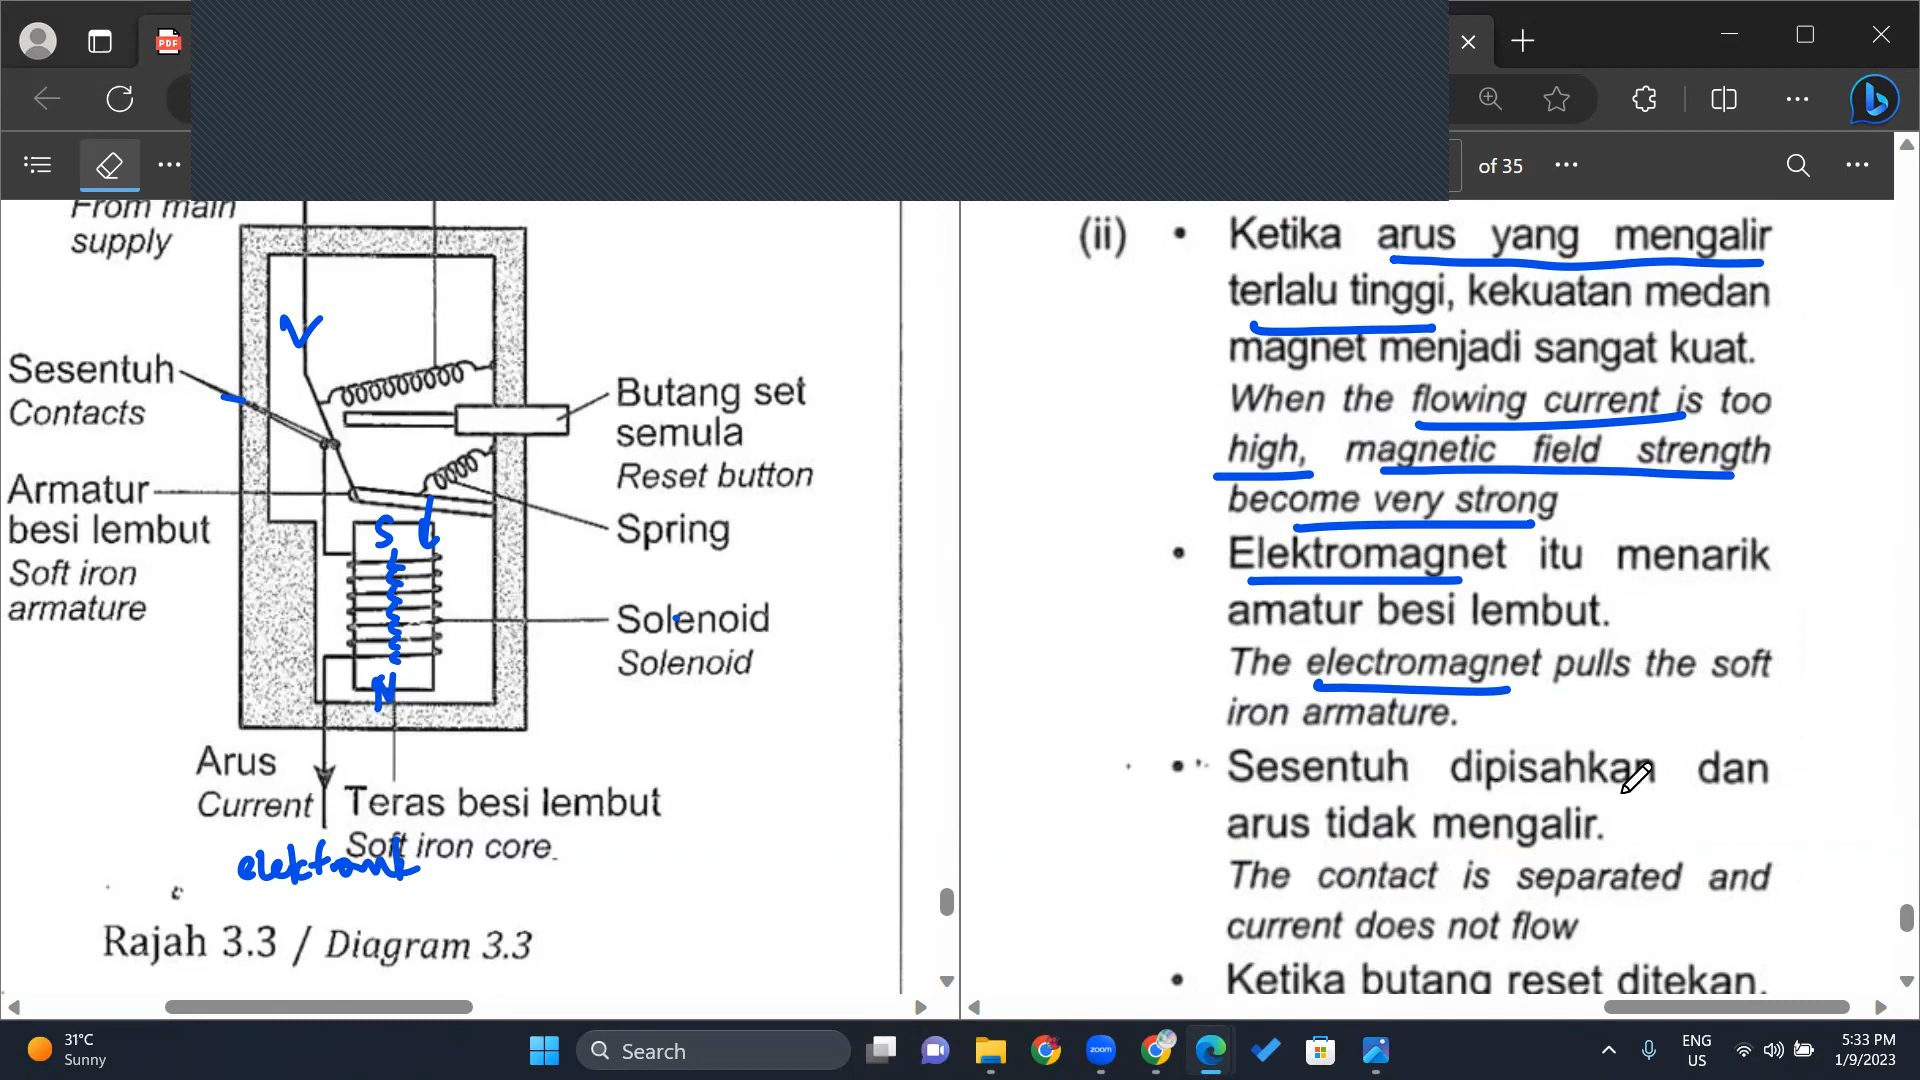 PDF
of 35
From main
supply
Sesentuh
Contacts
Armatur
besi lembut
Soft iron
armature
Butang set
semula
Reset button
Spring
Solenoid
Solenoid
V
S
N
Arus
Current
Teras besi lembut
Soft iron core
Rajah 3.3 / Diagram 3.3
(ii) • Ketika arus yang mengalir
terlalu tinggi, kekuatan medan
magnet menjadi sangat kuat.
When the flowing current is too
high, magnetic field strength
become very strong
• Elektromagnet itu menarik
amatur besi lembut.
The electromagnet pulls the soft
iron armature.
• Sesentuh dipisahkan dan
arus tidak mengalir.
The contact is separated and
current does not flow
• Ketika butang reset ditekan,
31°C
Sunny
Search
zoom
ENG
US
5:33 PM
1/9/2023